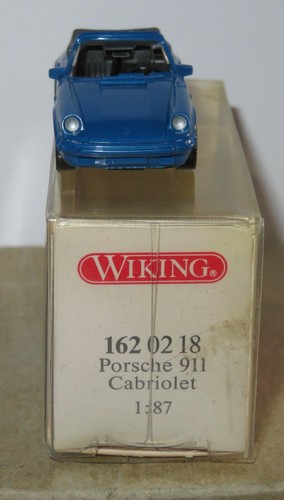 WIKING®
162 02 18
Porsche 911
Cabriolet
1:87